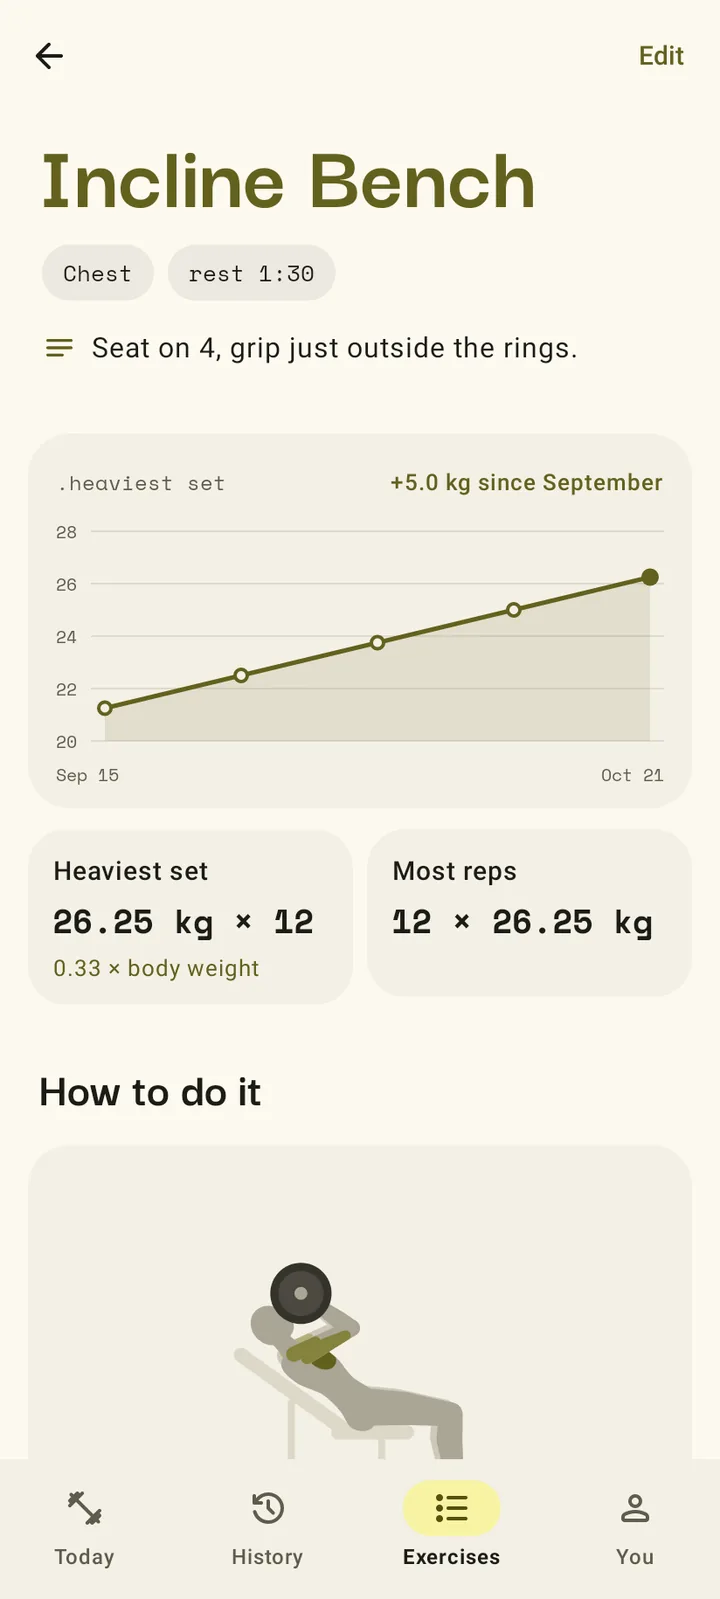 Edit
Incline Bench
Chest
rest 1:30
Seat on 4, grip just outside the rings.
.heaviest set
+5.0 kg since September
28
26
24
22
20
Sep 15
Oct 21
Heaviest set
26.25 kg × 12
0.33 × body weight
Most reps
12 × 26.25 kg
How to do it
Today
History
Exercises
You